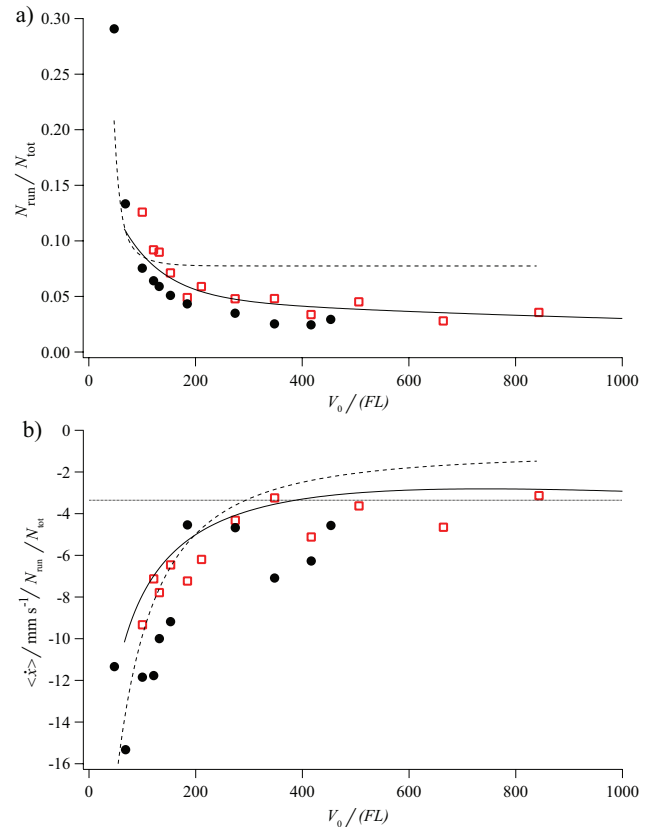 a)
0.30
0.25
0.20
0.15
0.10
0.05
0.00
N_run / N_tot
0 200 400 600 800 1000
V_0 / (FL)
b)
0
-2
-4
-6
-8
-10
-12
-14
-16
<ẋ> / mm s^-1 / N_run / N_tot
0 200 400 600 800 1000
V_0 / (FL)